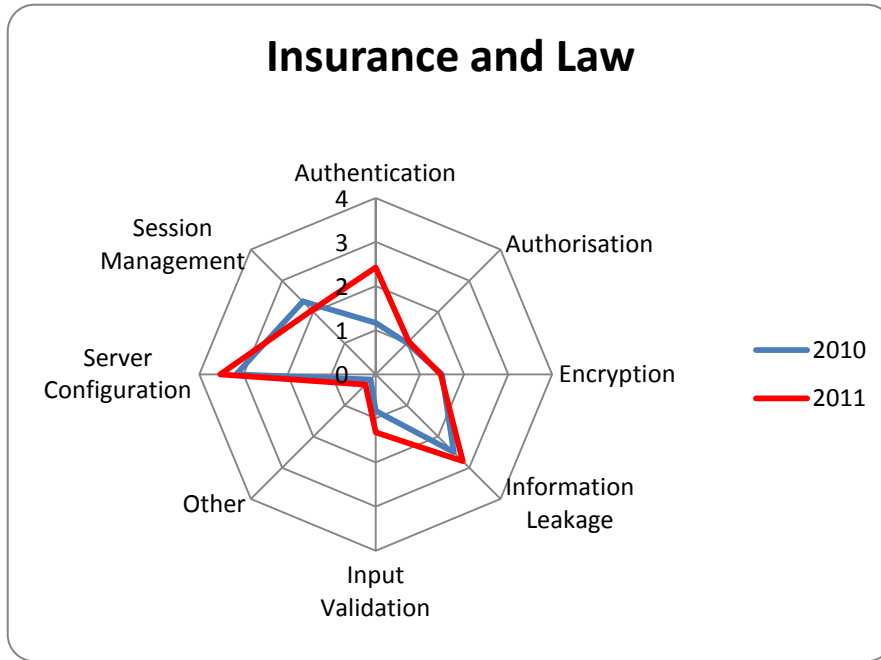 Insurance and Law
Authentication
4
3
2
1
0
Authorisation
Encryption
Information
Leakage
Input
Validation
Other
Server
Configuration
Session
Management
2010
2011